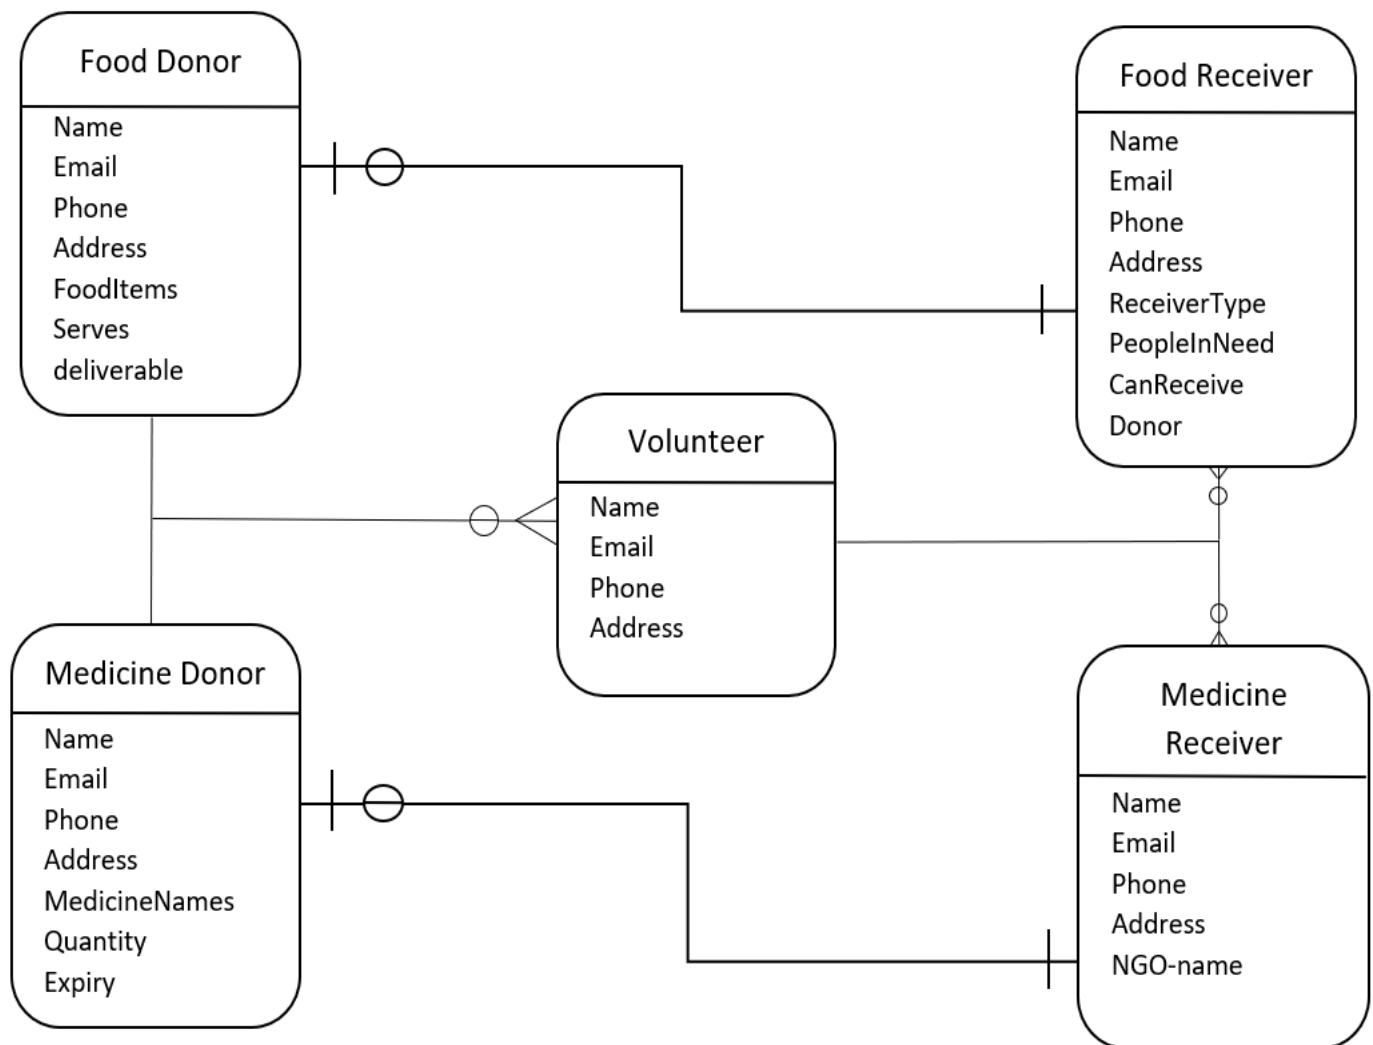 Food Donor
Name
Email
Phone
Address
FoodItems
Serves
deliverable
Food Receiver
Name
Email
Phone
Address
ReceiverType
PeopleInNeed
CanReceive
Donor
Volunteer
Name
Email
Phone
Address
Medicine Donor
Name
Email
Phone
Address
MedicineNames
Quantity
Expiry
Medicine
Receiver
Name
Email
Phone
Address
NGO-name